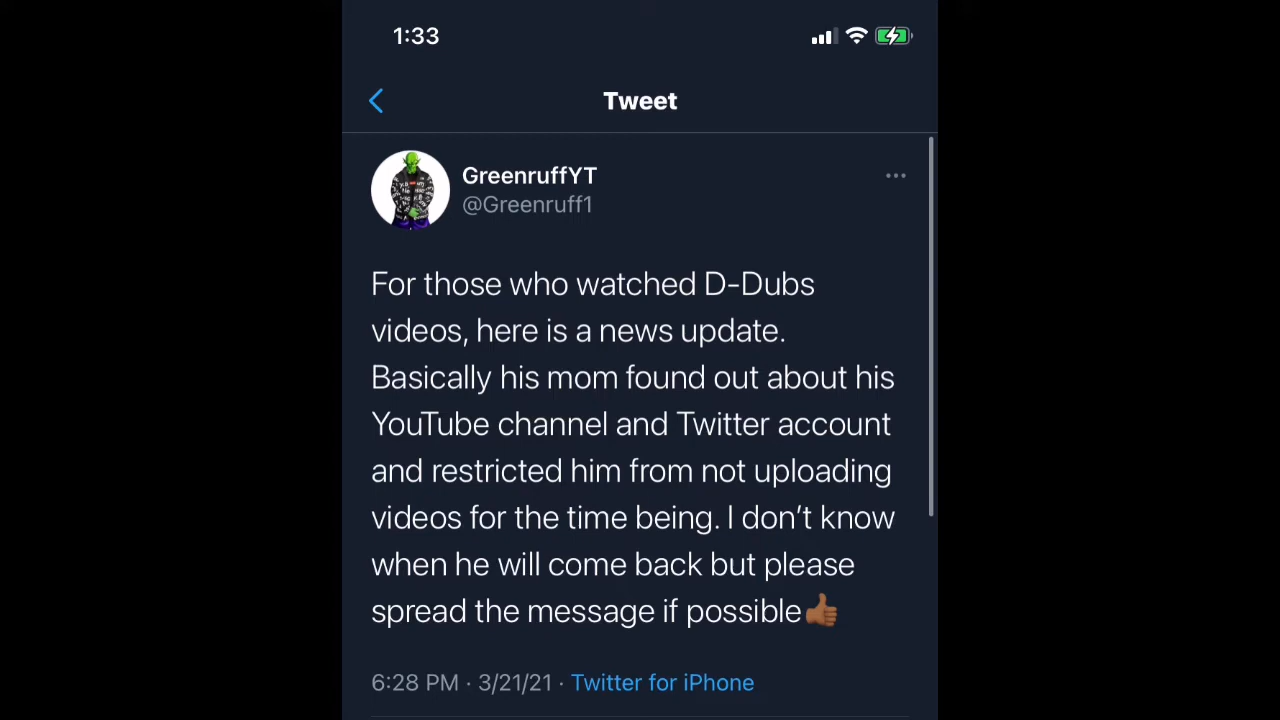 1:33
Tweet
GreenruffYT
@Greenruff1
For those who watched D-Dubs
videos, here is a news update.
Basically his mom found out about his
YouTube channel and Twitter account
and restricted him from not uploading
videos for the time being. I don’t know
when he will come back but please
spread the message if possible👍🏾
6:28 PM · 3/21/21 · Twitter for iPhone